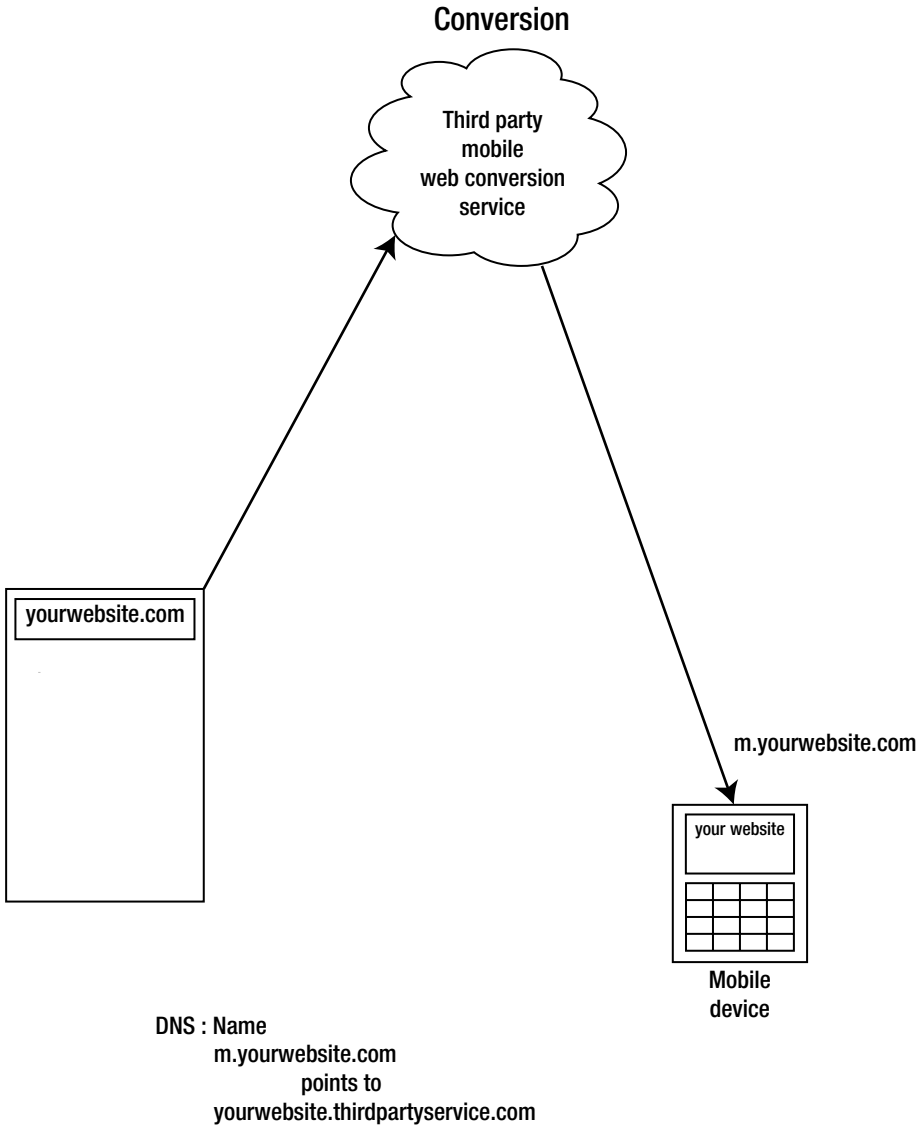 Conversion
Third party
mobile
web conversion
service
yourwebsite.com
m.yourwebsite.com
your website
Mobile
device
DNS : Name
m.yourwebsite.com
points to
yourwebsite.thirdpartyservice.com